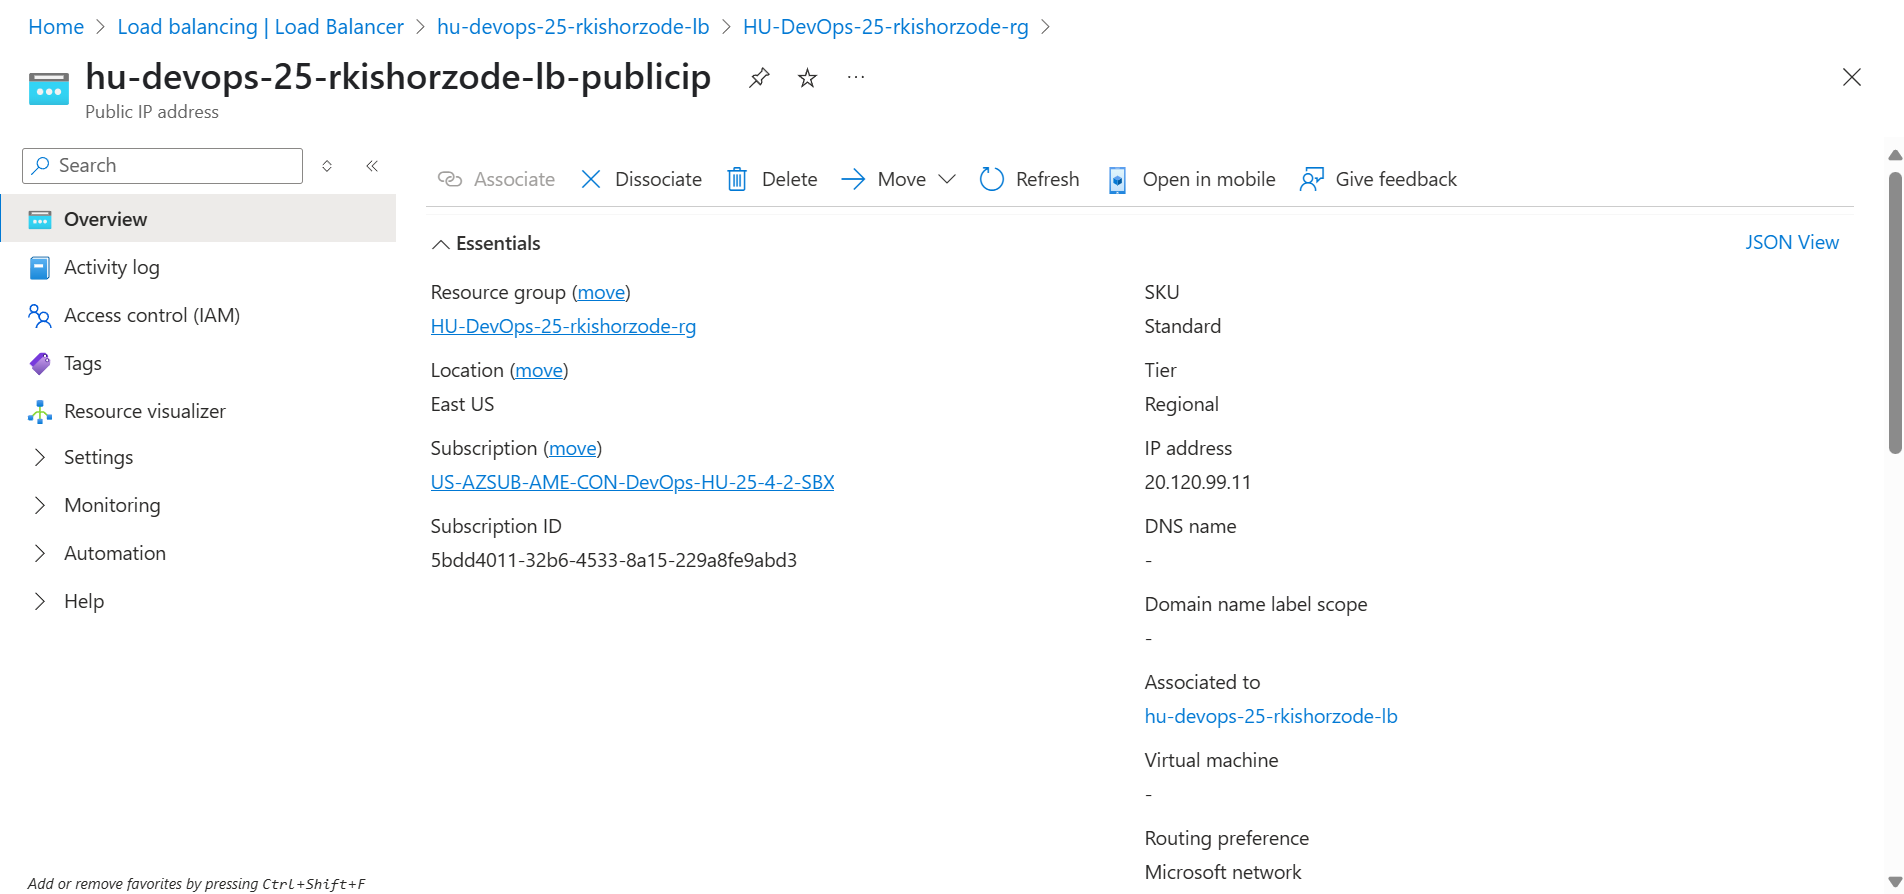 Home > Load balancing | Load Balancer > hu-devops-25-rkishorzode-lb > HU-DevOps-25-rkishorzode-rg >
hu-devops-25-rkishorzode-lb-publicip ...
Public IP address
Search
Overview
Activity log
Access control (IAM)
Tags
Resource visualizer
Settings
Monitoring
Automation
Help
Add or remove favorites by pressing Ctrl+Shift+F
Associate Dissociate Delete Move Refresh Open in mobile Give feedback
Essentials
JSON View
Resource group (move)
HU-DevOps-25-rkishorzode-rg
Location (move)
East US
Subscription (move)
US-AZSUB-AME-CON-DevOps-HU-25-4-2-SBX
Subscription ID
5bdd4011-32b6-4533-8a15-229a8fe9abd3
SKU
Standard
Tier
Regional
IP address
20.120.99.11
DNS name
-
Domain name label scope
-
Associated to
hu-devops-25-rkishorzode-lb
Virtual machine
-
Routing preference
Microsoft network